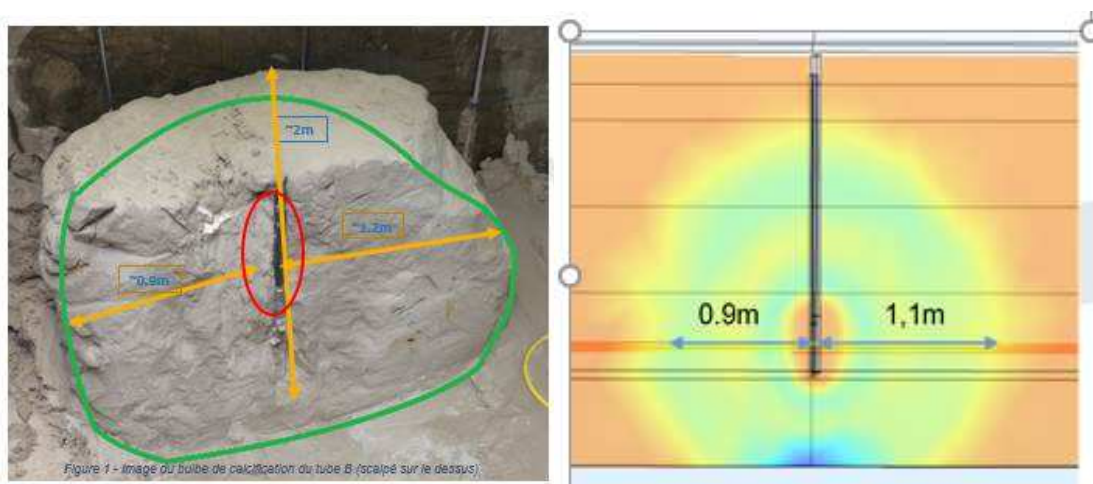 ~2m
~1.2m
~0.9m
Figure 1 - Image du bulbe de calcification du tube B (scalpé sur le dessus)
0.9m
1,1m